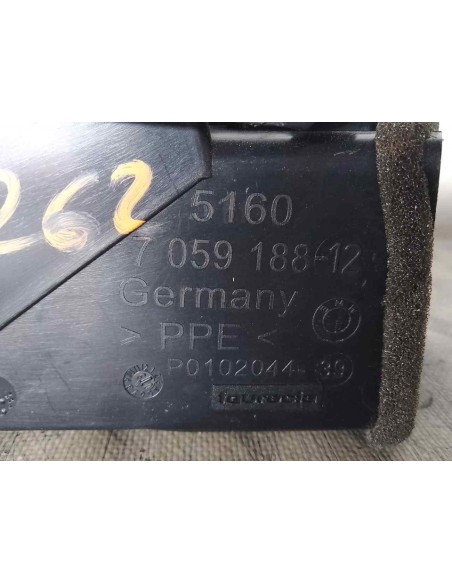 262
5160
7 059 188-12
Germany
> PPE <
P0102044- 39
faurecia